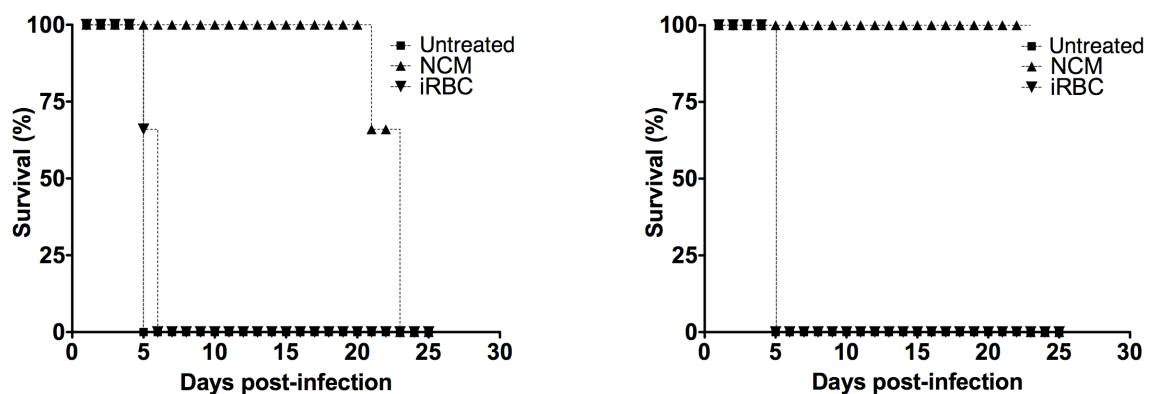 Survival (%)
100
75
50
25
0
0 5 10 15 20 25 30
Days post-infection
Untreated
NCM
iRBC
Survival (%)
100
75
50
25
0
0 5 10 15 20 25 30
Days post-infection
Untreated
NCM
iRBC